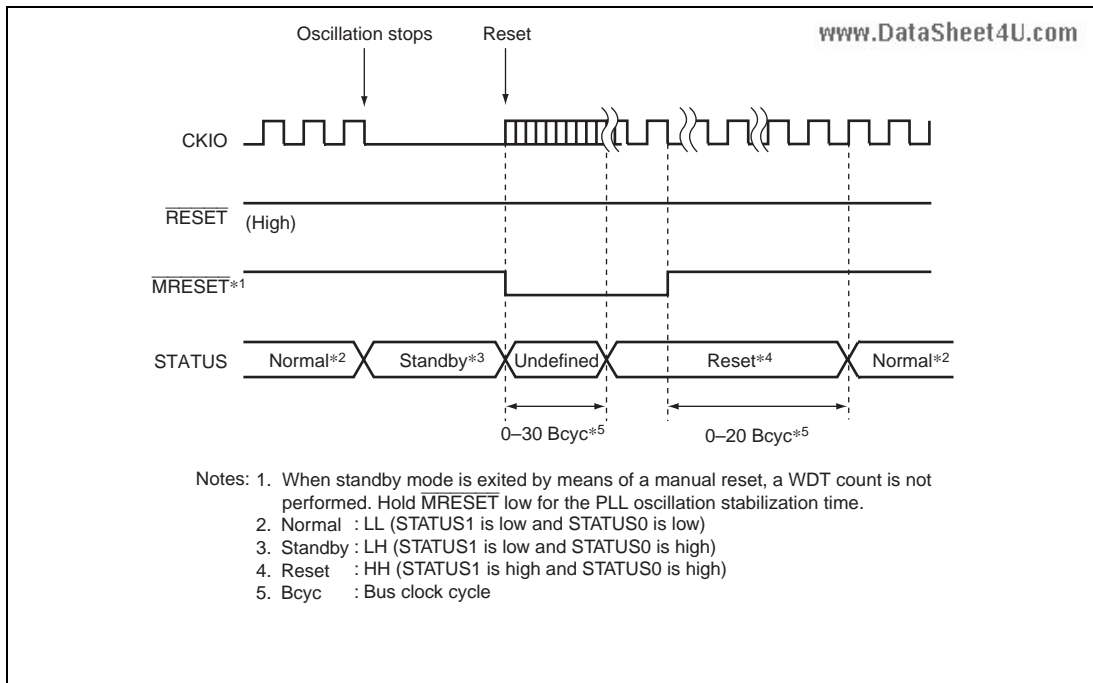 www.DataSheet4U.com
Oscillation stops Reset
CKIO
RESET (High)
MRESET*1
STATUS Normal*2 Standby*3 Undefined Reset*4 Normal*2
0–30 Bcyc*5 0–20 Bcyc*5
Notes: 1. When standby mode is exited by means of a manual reset, a WDT count is not
performed. Hold MRESET low for the PLL oscillation stabilization time.
2. Normal : LL (STATUS1 is low and STATUS0 is low)
3. Standby : LH (STATUS1 is low and STATUS0 is high)
4. Reset : HH (STATUS1 is high and STATUS0 is high)
5. Bcyc : Bus clock cycle